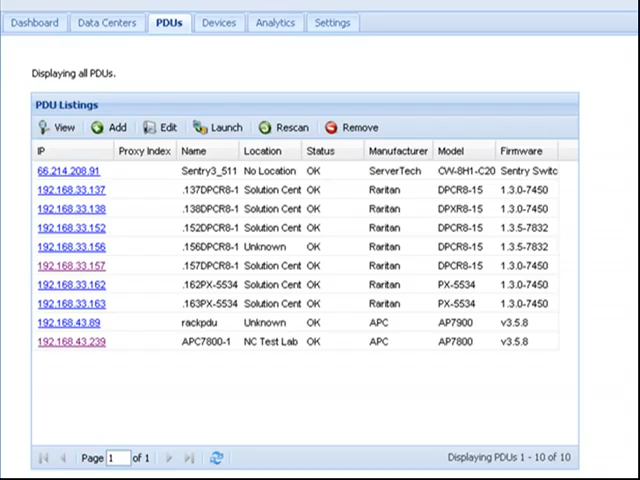 Dashboard Data Centers PDUs Devices Analytics Settings
Displaying all PDUs.
PDU Listings
View Add Edit Launch Rescan Remove
IP Proxy Index Name Location Status Manufacturer Model Firmware
66.214.208.91 Sentry3_511 No Location OK ServerTech CW-8H1-C20 Sentry Switc
192.168.33.137 .137DPCR8-1 Solution Cent OK Raritan DPCR8-15 1.3.0-7450
192.168.33.138 .138DPCR8-1 Solution Cent OK Raritan DPXR8-15 1.3.0-7450
192.168.33.152 .152DPCR8-1 Solution Cent OK Raritan DPCR8-15 1.3.5-7832
192.168.33.156 .156DPCR8-1 Unknown OK Raritan DPCR8-15 1.3.5-7832
192.168.33.157 .157DPCR8-1 Solution Cent OK Raritan DPCR8-15 1.3.0-7450
192.168.33.162 .162PX-5534 Solution Cent OK Raritan PX-5534 1.3.0-7450
192.168.33.163 .163PX-5534 Solution Cent OK Raritan PX-5534 1.3.0-7450
192.168.43.89 rackpdu Unknown OK APC AP7900 v3.5.8
192.168.43.239 APC7800-1 NC Test Lab OK APC AP7800 v3.5.8
Page 1 of 1 Displaying PDUs 1 - 10 of 10